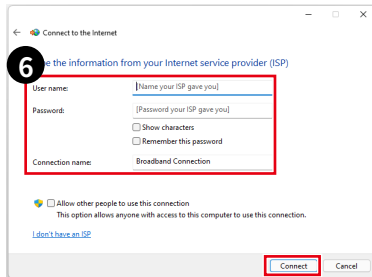 Connect to the Internet
6
e the information from your Internet service provider (ISP)
User name:
[Name your ISP gave you]
Password:
[Password your ISP gave you]
Show characters
Remember this password
Connection name:
Broadband Connection
Allow other people to use this connection
This option allows anyone with access to this computer to use this connection.
I don't have an ISP
Connect
Cancel